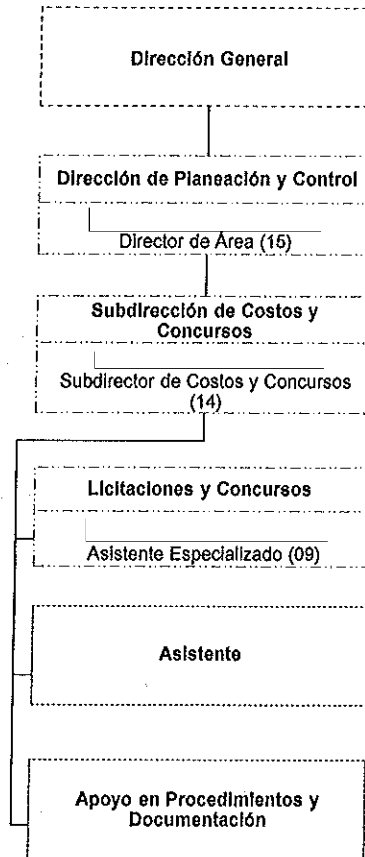 Dirección General
Dirección de Planeación y Control
Director de Área (15)
Subdirección de Costos y
Concursos
Subdirector de Costos y Concursos
(14)
Licitaciones y Concursos
Asistente Especializado (09)
Asistente
Apoyo en Procedimientos y
Documentación